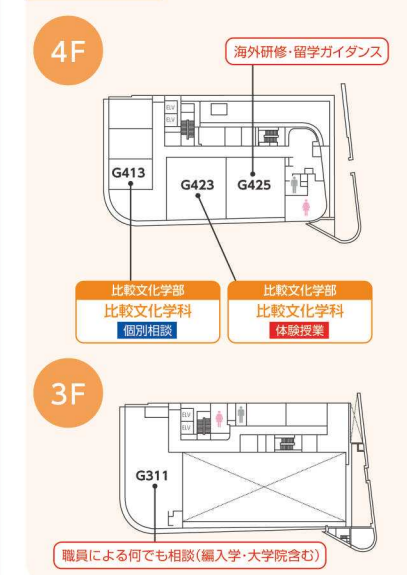 4F
海外研修・留学ガイダンス
ELV
ELV
G413
G423
G425
比較文化学部
比較文化学科
個別相談
比較文化学部
比較文化学科
体験授業
3F
ELV
ELV
G311
職員による何でも相談(編入学・大学院含む)